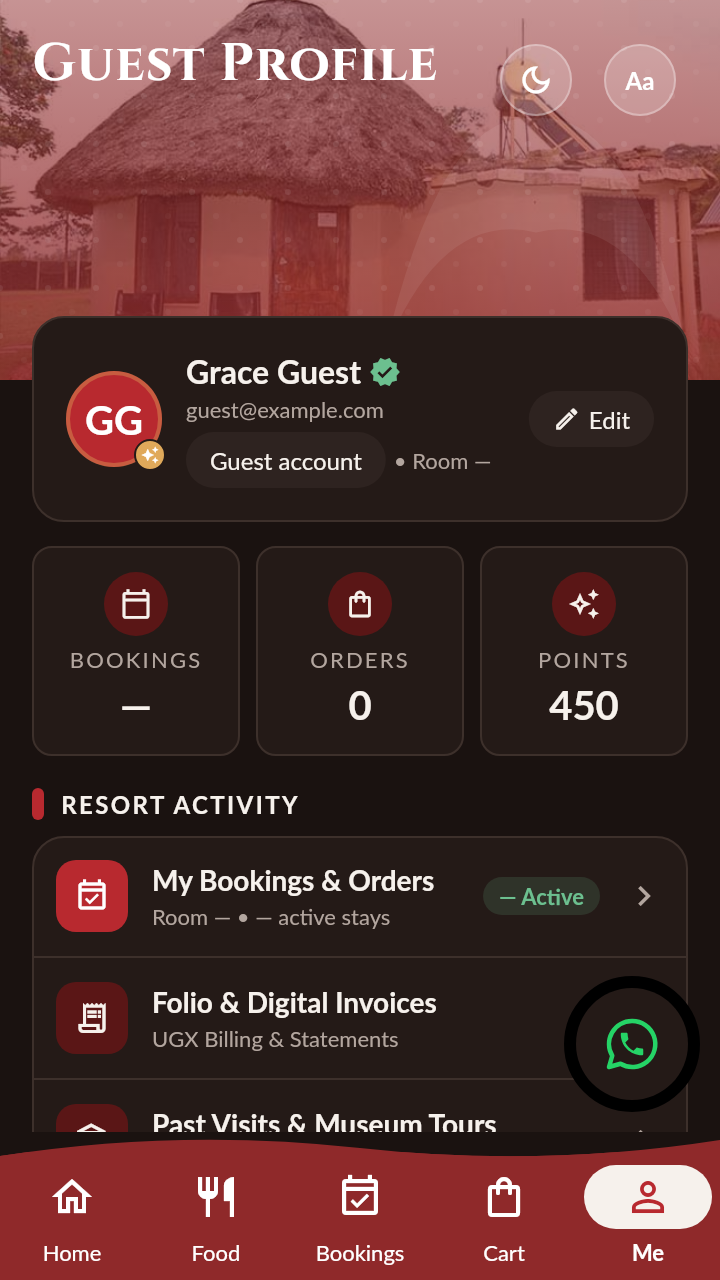 Guest Profile
Aa
GG
Grace Guest
guest@example.com
Guest account • Room —
Edit
BOOKINGS
—
ORDERS
0
POINTS
450
RESORT ACTIVITY
My Bookings & Orders
Room — • — active stays
— Active
Folio & Digital Invoices
UGX Billing & Statements
Past Visits & Museum Tours
Home
Food
Bookings
Cart
Me